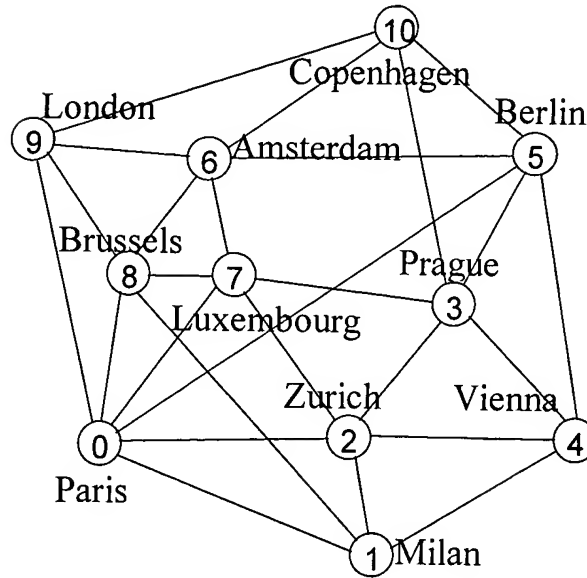 10
Copenhagen
London
Berlin
9
6
Amsterdam
5
Brussels
Prague
8
7
3
Luxembourg
Zurich
Vienna
0
2
4
Paris
1
Milan